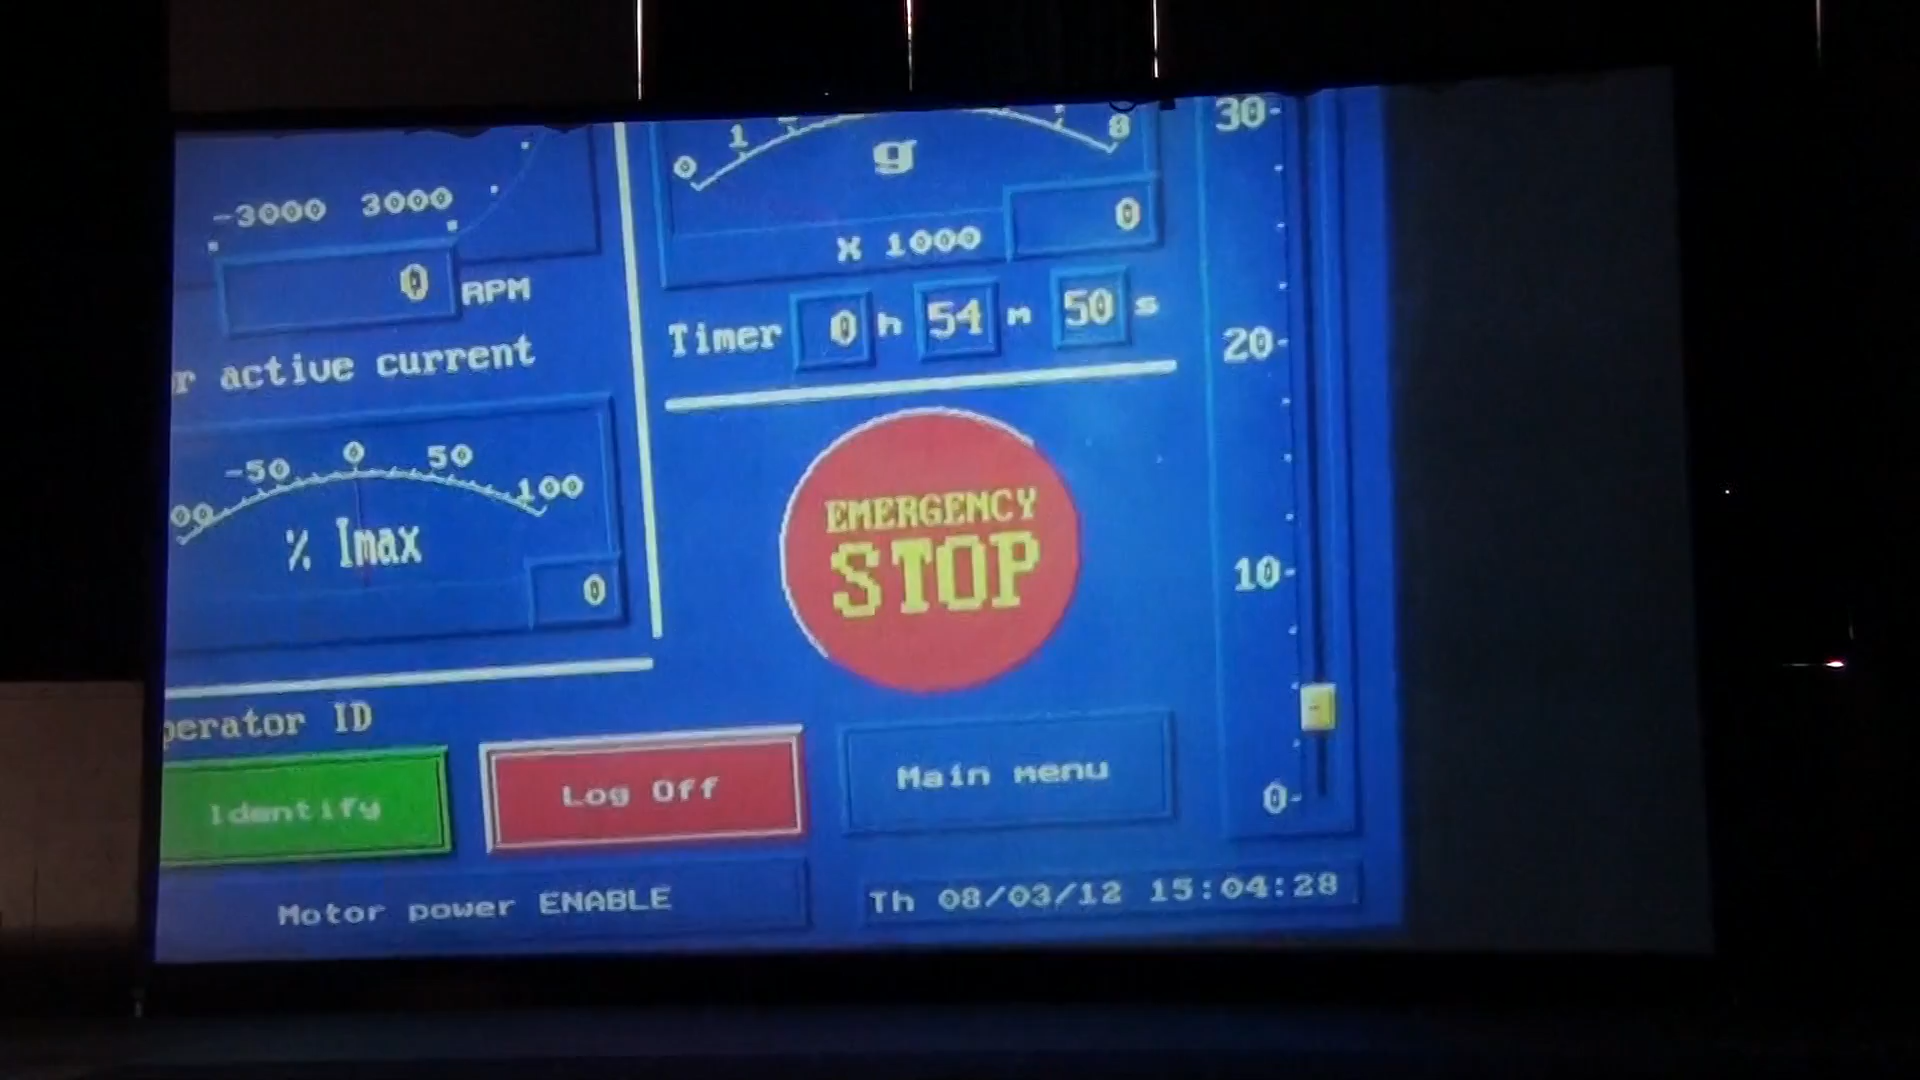 -3000 3000
0 RPM
r active current
-50 0 50
00 100
% Imax
0
0 1 8
g
X 1000 0
Timer 0 h 54 m 50 s
EMERGENCY
STOP
perator ID
Identify
Log Off
Main menu
Motor power ENABLE
Th 08/03/12 15:04:28
30
20
10
0